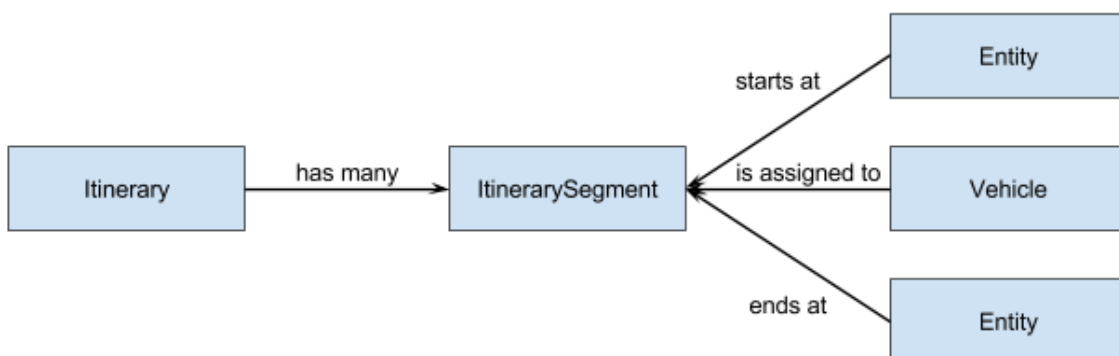 Entity
starts at
Itinerary
has many
ItinerarySegment
is assigned to
Vehicle
ends at
Entity